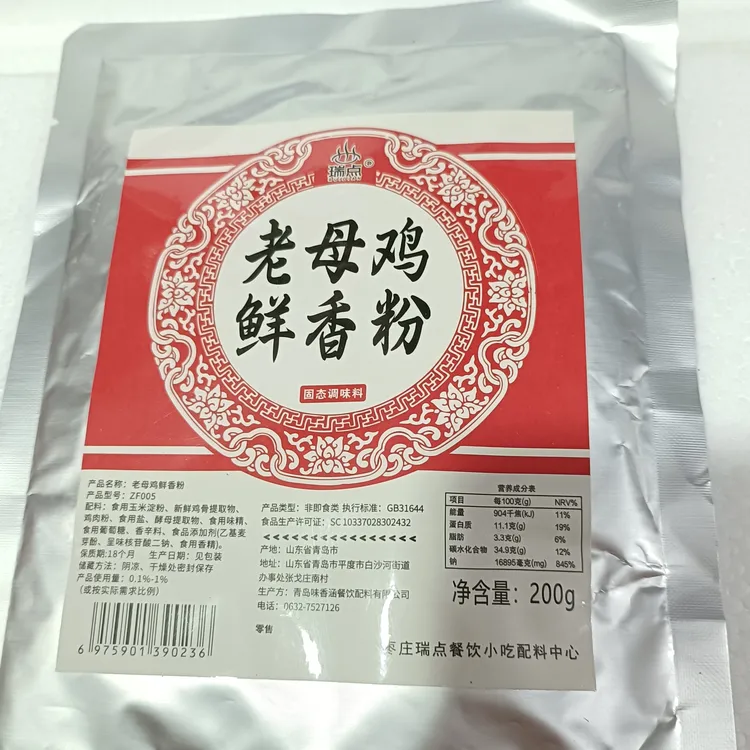 瑞点®
老母鸡
鲜香粉
固态调味料
产品名称：老母鸡鲜香粉
产品型号：ZF005
配料：食用玉米淀粉、新鲜鸡骨提取物、
鸡肉粉、食用盐、酵母提取物、食用味精、
食用葡萄糖、香辛料、食品添加剂(乙基麦
芽酚、呈味核苷酸二钠、食用香精)。
保质期:18个月 生产日期：见包装
储藏方法：阴凉、干燥处密封保存
产品使用量：0.1%-1%
（或按实际需求比例）
6 975901 390236
产品类型：非即食类 执行标准：GB31644
食品生产许可证：SC 10337028302432
<<<<<<<<<<<<<<<<<<<<
产地：山东省青岛市
地址：山东省青岛市平度市白沙河街道
办事处张戈庄南村
生产方：青岛味香涵餐饮配料有限公司
电话：0632-7527126
零售
营养成分表
项目 每100克(g) NRV%
能量 904千焦(kJ) 11%
蛋白质 11.1克(g) 19%
脂肪 3.3克(g) 6%
碳水化合物 34.9克(g) 12%
钠 16895毫克(mg) 845%
净含量：200g
枣庄瑞点餐饮小吃配料中心